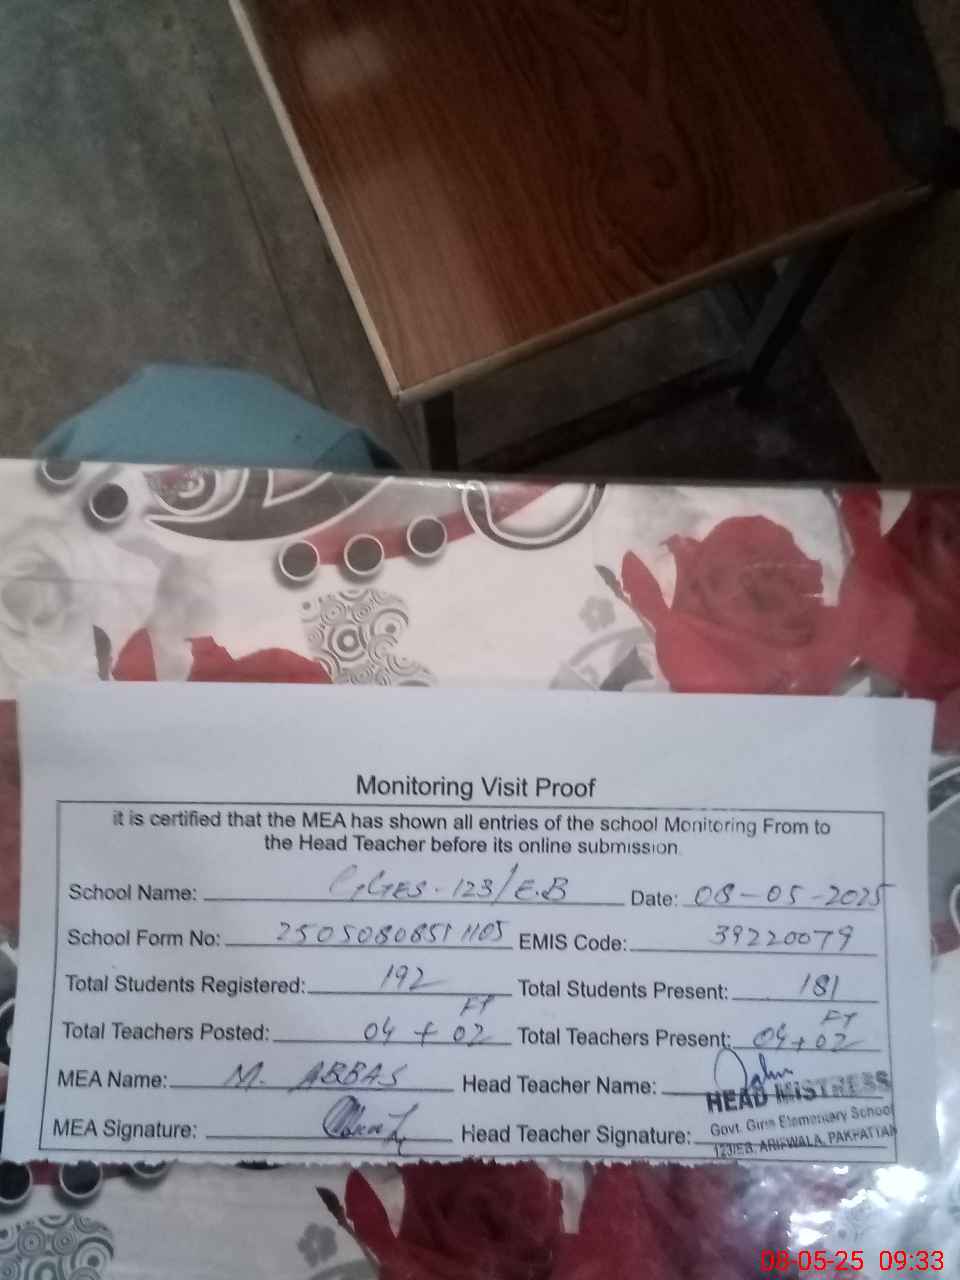 Monitoring Visit Proof
it is certified that the MEA has shown all entries of the school Monitoring From to
the Head Teacher before its online submission.
School Name: GGES-123/E.B Date: 08-05-2025
School Form No: EMIS Code: 39220079
Total Students Registered: 192 Total Students Present: 181
FT FT
Total Teachers Posted: 04 + 02 Total Teachers Present: 04+02
MEA Name: M. ABBAS Head Teacher Name:
HEAD MISTRESS
MEA Signature: Head Teacher Signature:
Govt. Girls Elementary School
123/EB, ARIFWALA, PAKPATTAN
08-05-25 09:33